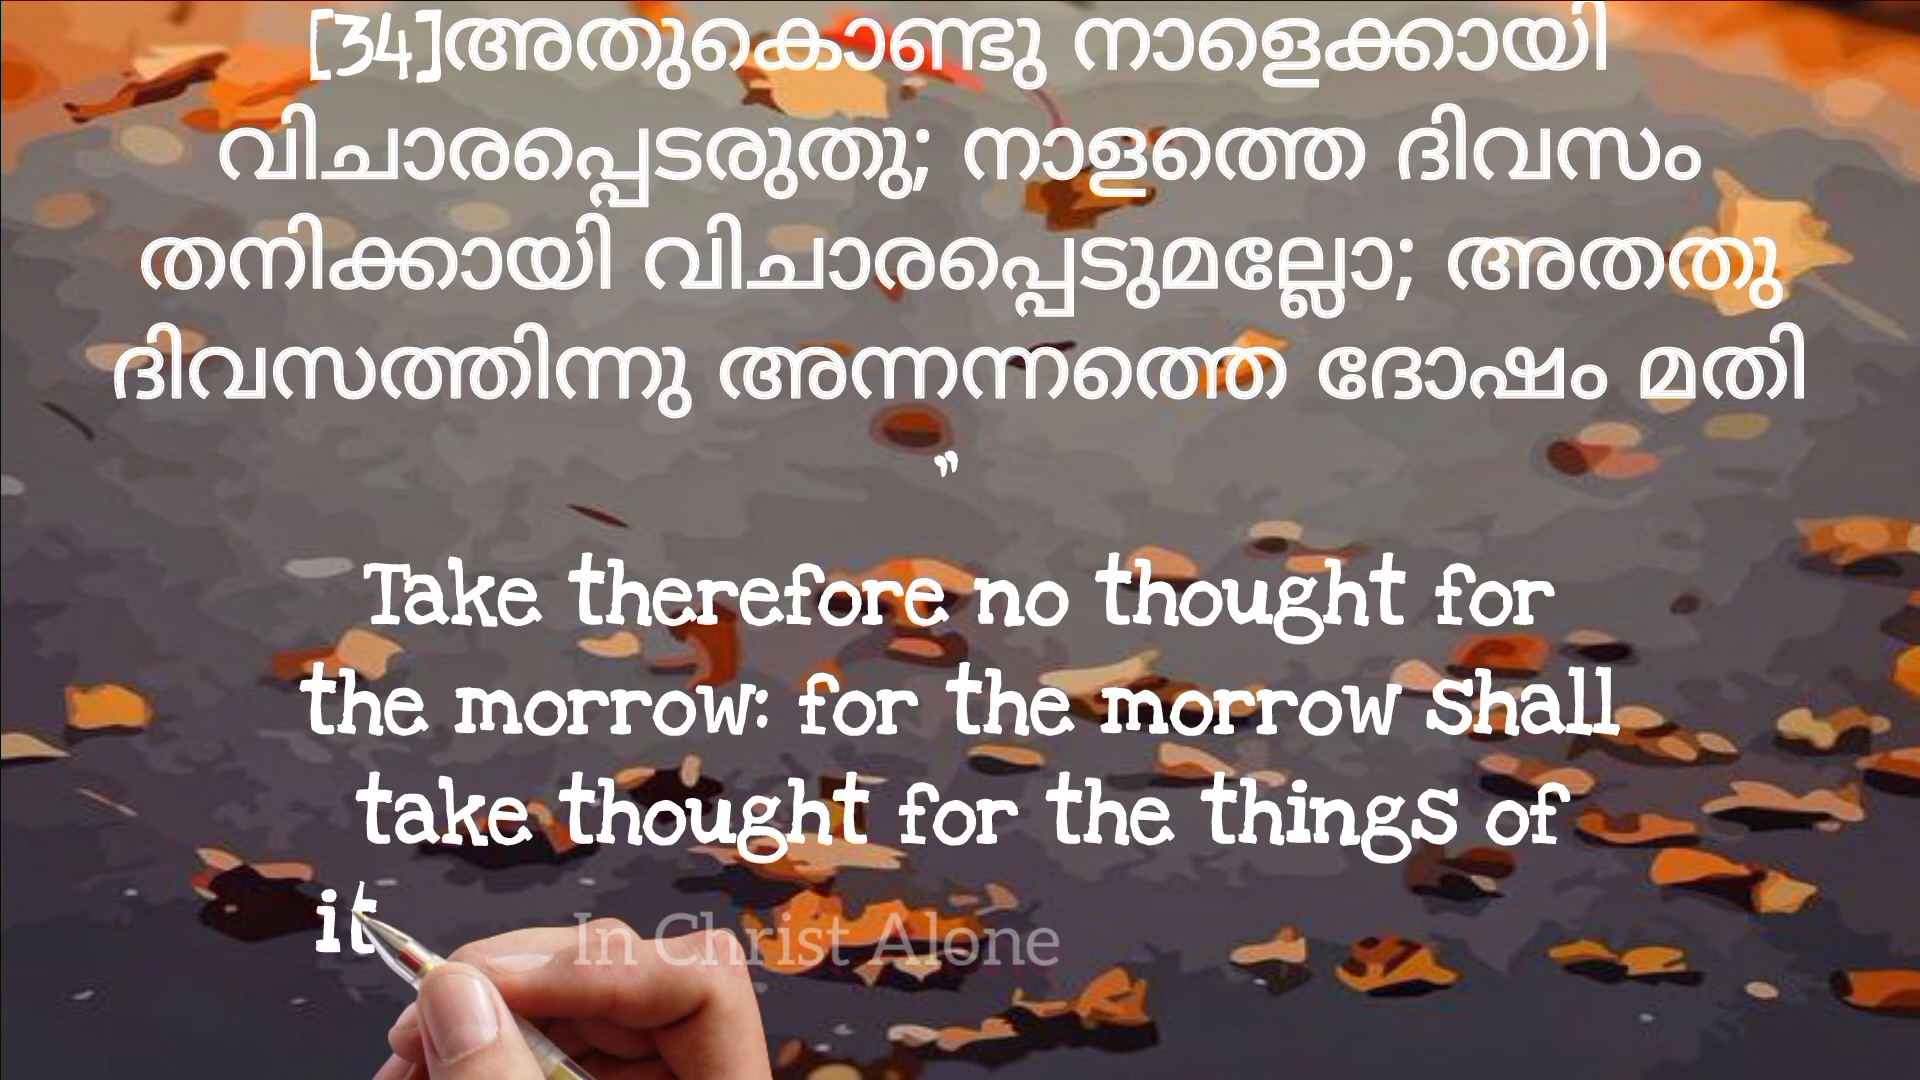 [34]അതുകൊണ്ടു നാളെക്കായി
വിചാരപ്പെടരുതു; നാളത്തെ ദിവസം
തനിക്കായി വിചാരപ്പെടുമല്ലോ; അതതു
ദിവസത്തിന്നു അന്നന്നത്തെ ദോഷം മതി
”
Take therefore no thought for
the morrow: for the morrow shall
take thought for the things of
it
In Christ Alone